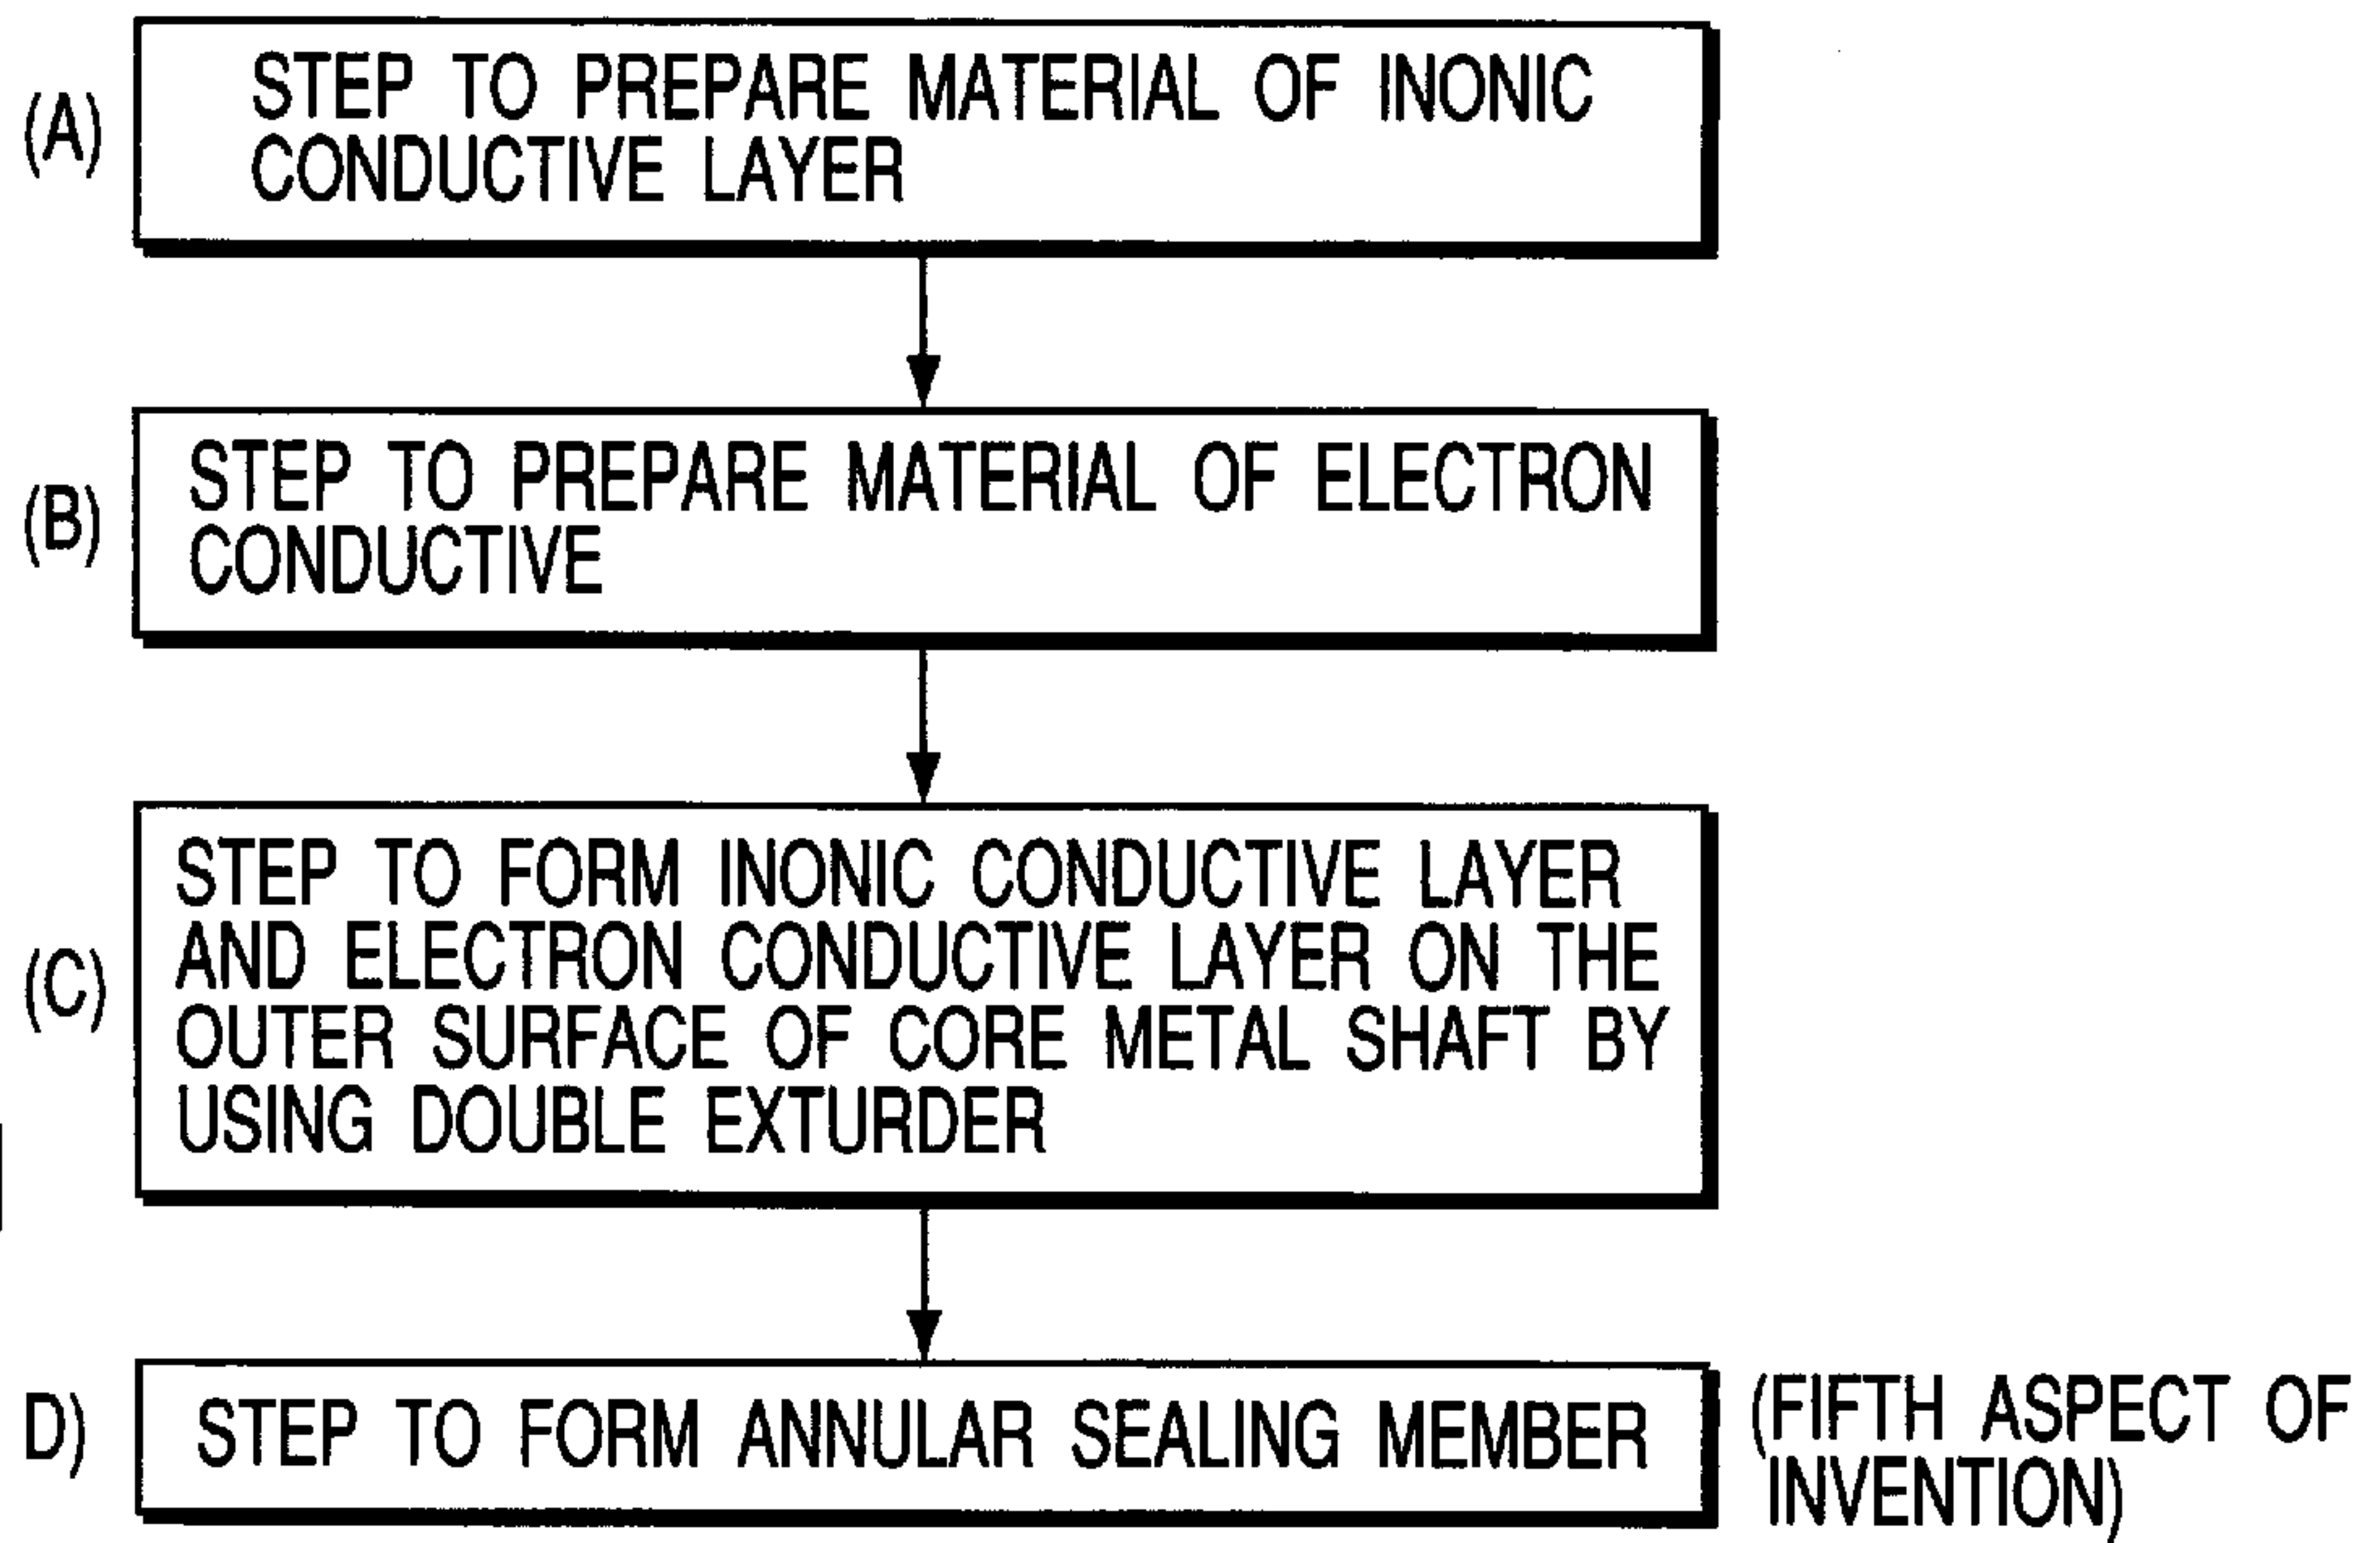 (A)
STEP TO PREPARE MATERIAL OF INONIC
CONDUCTIVE LAYER
(B)
STEP TO PREPARE MATERIAL OF ELECTRON
CONDUCTIVE
(C)
STEP TO FORM INONIC CONDUCTIVE LAYER
AND ELECTRON CONDUCTIVE LAYER ON THE
OUTER SURFACE OF CORE METAL SHAFT BY
USING DOUBLE EXTURDER
D)
STEP TO FORM ANNULAR SEALING MEMBER
(FIFTH ASPECT OF
INVENTION)